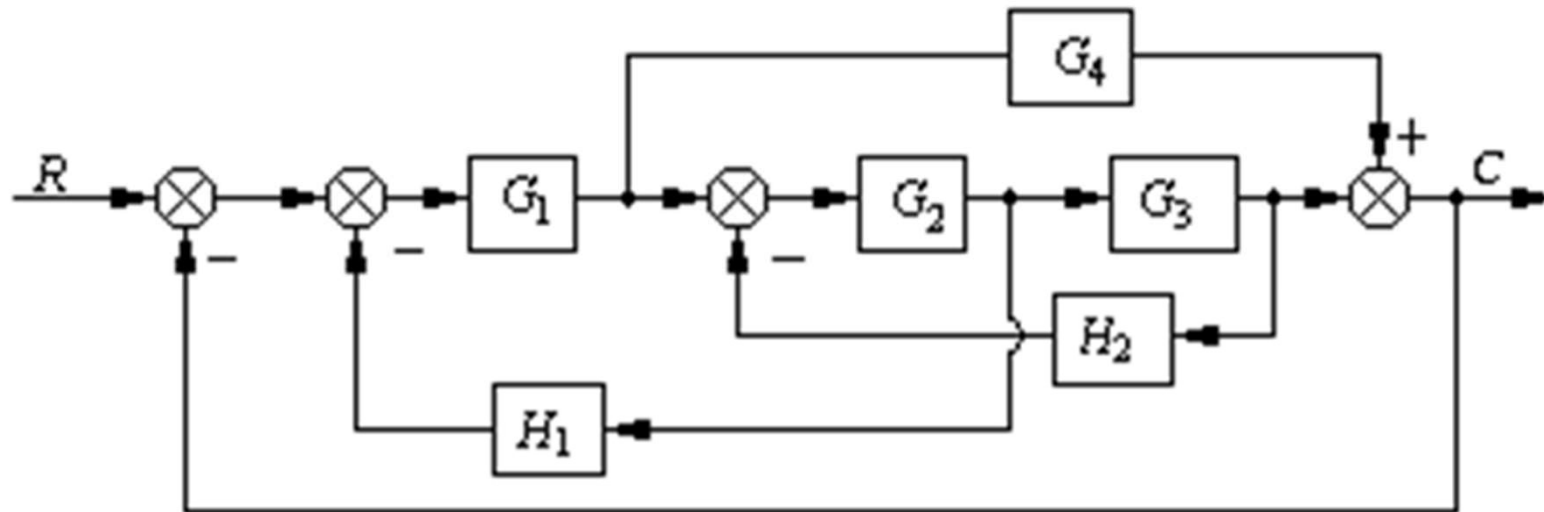 G₄
+
R
G₁
G₂
G₃
C
−
−
−
H₂
H₁